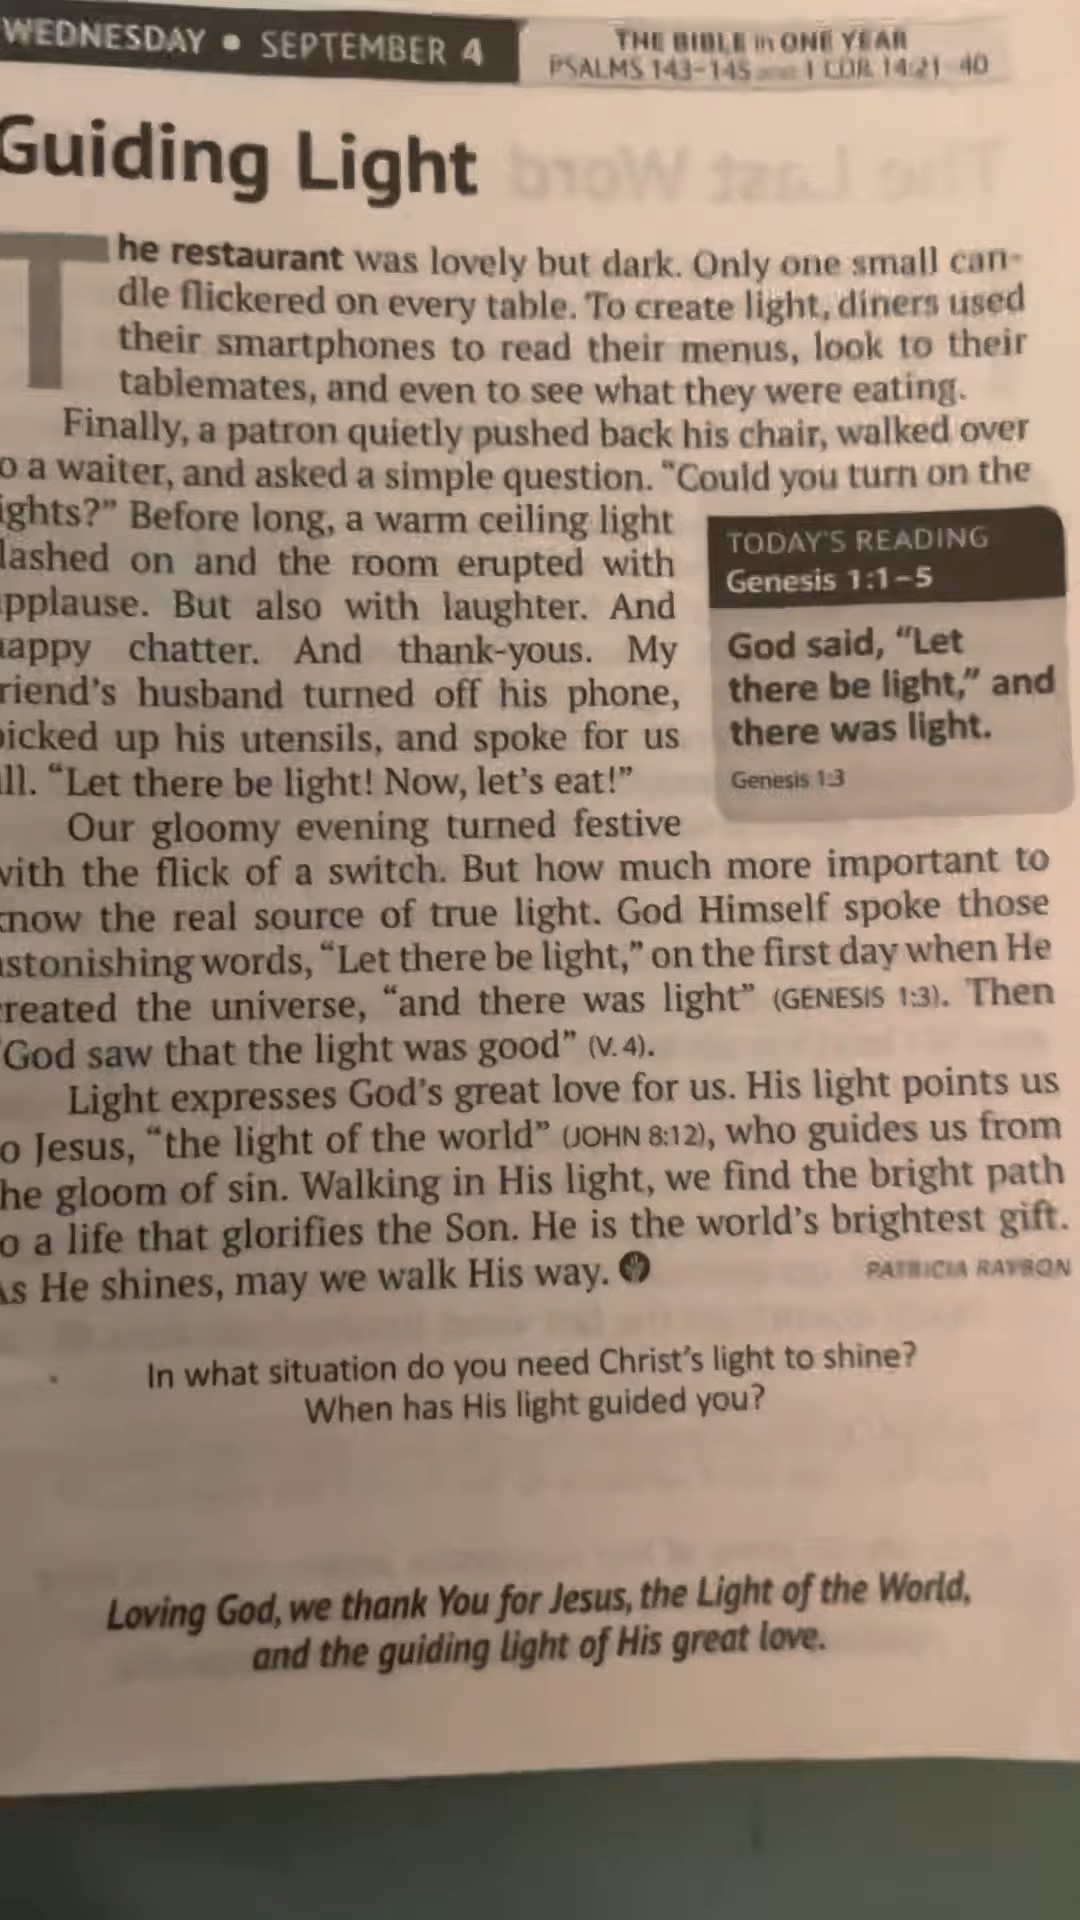 WEDNESDAY • SEPTEMBER 4
THE BIBLE in ONE YEAR
PSALMS 143–145 and 1 COR. 14:21–40
Guiding Light
The restaurant was lovely but dark. Only one small can-
dle flickered on every table. To create light, diners used
their smartphones to read their menus, look to their
tablemates, and even to see what they were eating.
Finally, a patron quietly pushed back his chair, walked over
o a waiter, and asked a simple question. “Could you turn on the
ights?” Before long, a warm ceiling light
lashed on and the room erupted with
pplause. But also with laughter. And
appy chatter. And thank-yous. My
riend’s husband turned off his phone,
icked up his utensils, and spoke for us
ll. “Let there be light! Now, let’s eat!”
TODAY’S READING
Genesis 1:1–5
God said, “Let
there be light,” and
there was light.
Genesis 1:3
Our gloomy evening turned festive
with the flick of a switch. But how much more important to
know the real source of true light. God Himself spoke those
astonishing words, “Let there be light,” on the first day when He
created the universe, “and there was light” (GENESIS 1:3). Then
“God saw that the light was good” (V. 4).
Light expresses God’s great love for us. His light points us
o Jesus, “the light of the world” (JOHN 8:12), who guides us from
he gloom of sin. Walking in His light, we find the bright path
o a life that glorifies the Son. He is the world’s brightest gift.
As He shines, may we walk His way.
PATRICIA RAYBON
In what situation do you need Christ’s light to shine?
When has His light guided you?
Loving God, we thank You for Jesus, the Light of the World,
and the guiding light of His great love.